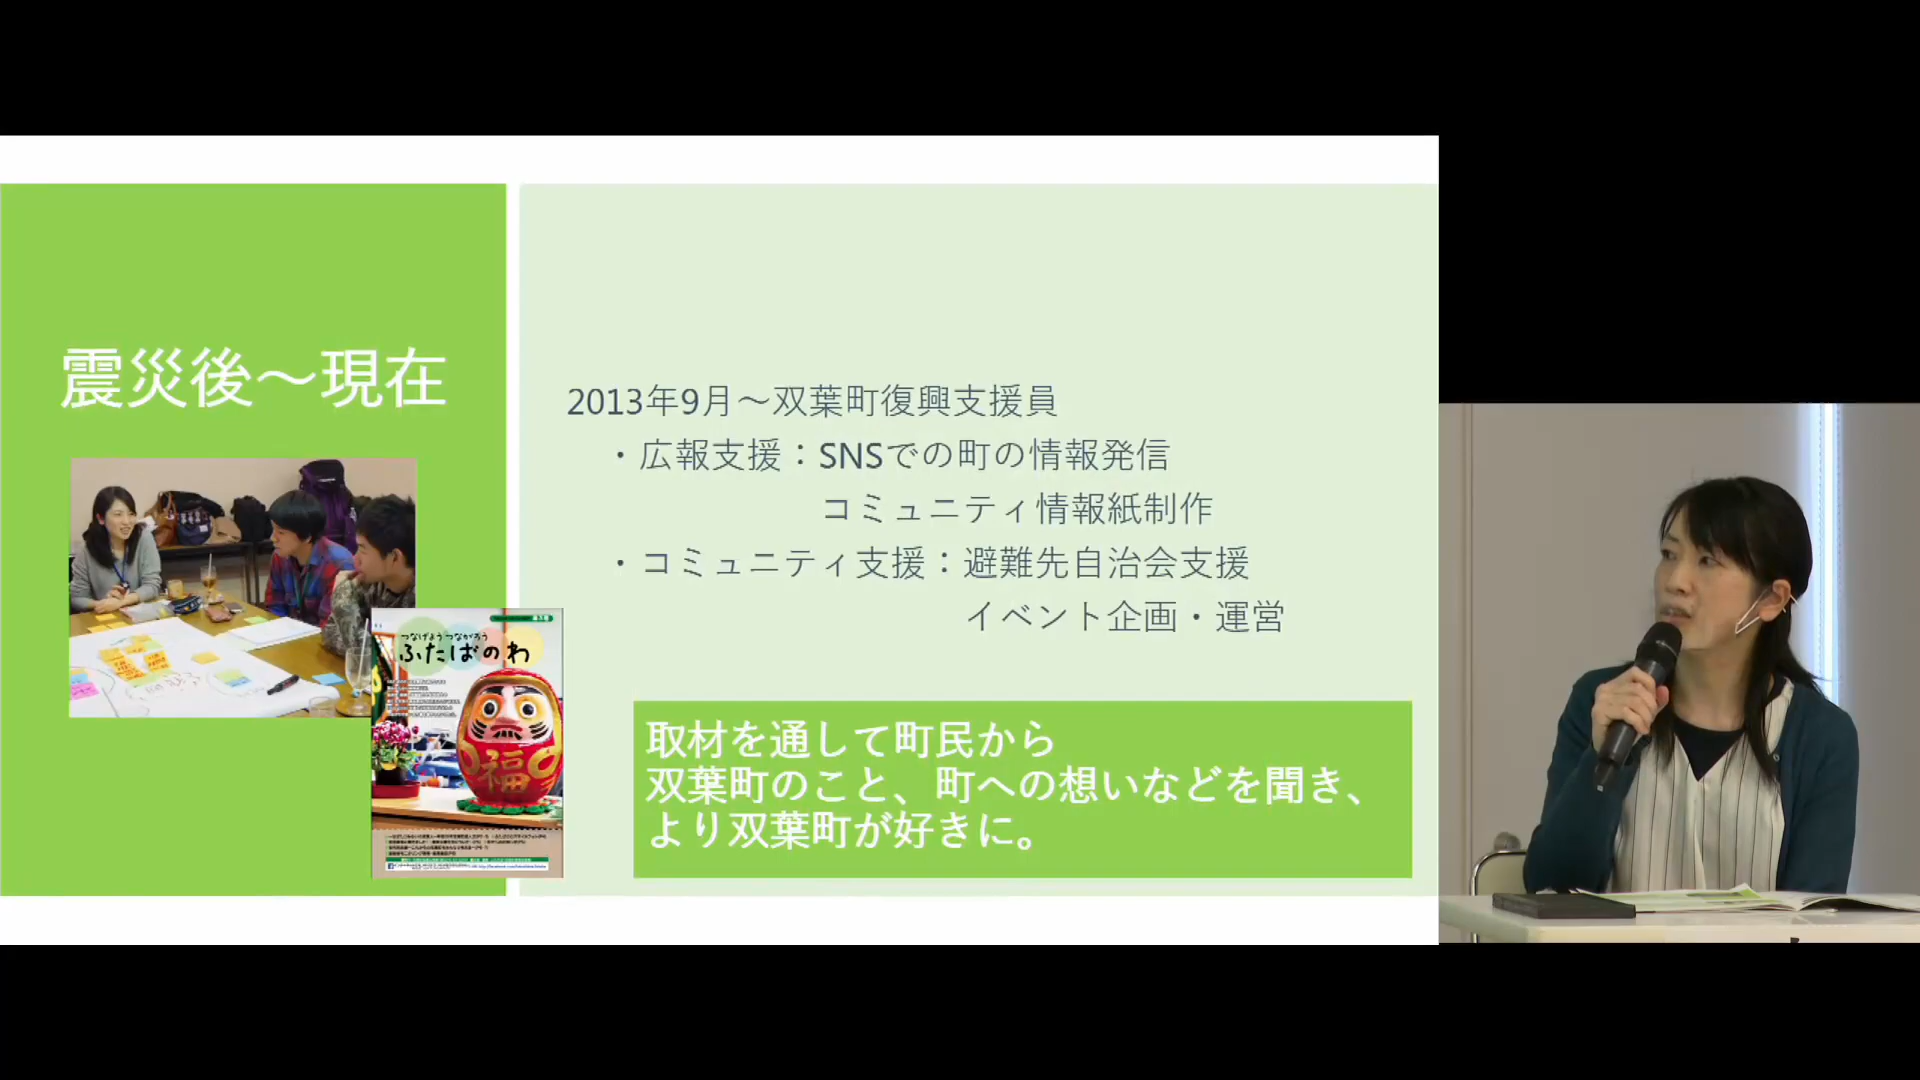 震災後～現在
2013年9月～双葉町復興支援員
・広報支援：SNSでの町の情報発信
コミュニティ情報紙制作
・コミュニティ支援：避難先自治会支援
イベント企画・運営
つなげよう つながろう
ふたばのわ
福
取材を通して町民から
双葉町のこと、町への想いなどを聞き、
より双葉町が好きに。